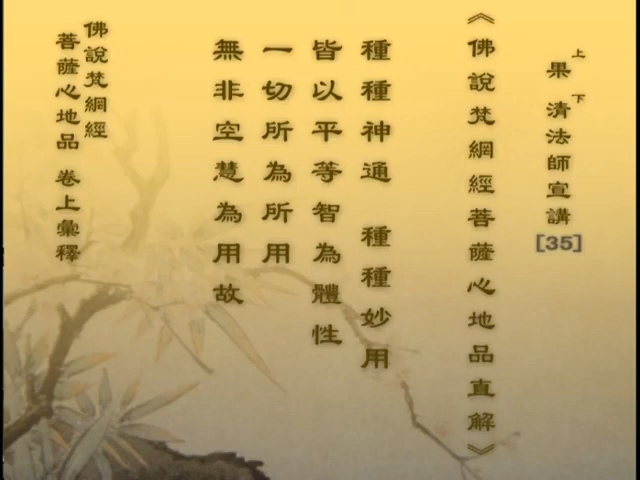 上果下清法師宣講
[35]
《佛說梵網經菩薩心地品直解》
種種神通 種種妙用
皆以平等智為體性
一切所為所用
無非空慧為用故
佛說梵網經
菩薩心地品 卷上彙釋